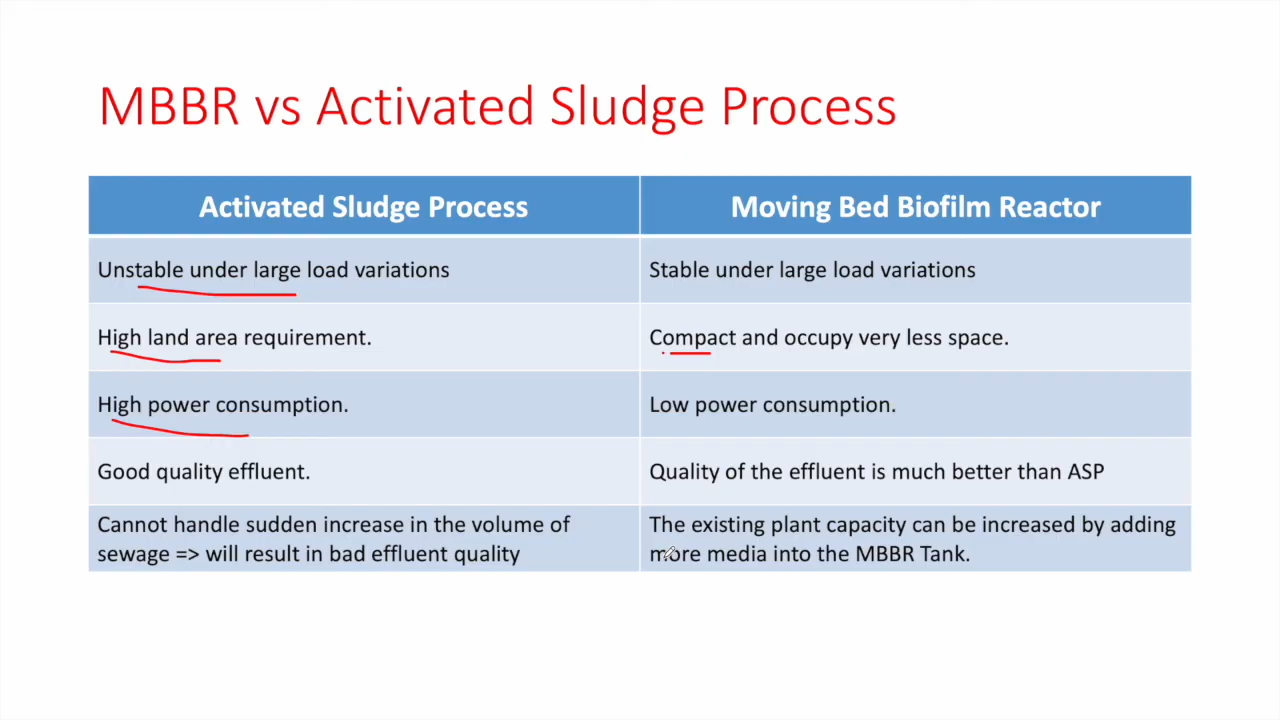 MBBR vs Activated Sludge Process
Activated Sludge Process
Moving Bed Biofilm Reactor
Unstable under large load variations
Stable under large load variations
High land area requirement.
Compact and occupy very less space.
High power consumption.
Low power consumption.
Good quality effluent.
Quality of the effluent is much better than ASP
Cannot handle sudden increase in the volume of
sewage => will result in bad effluent quality
The existing plant capacity can be increased by adding
more media into the MBBR Tank.